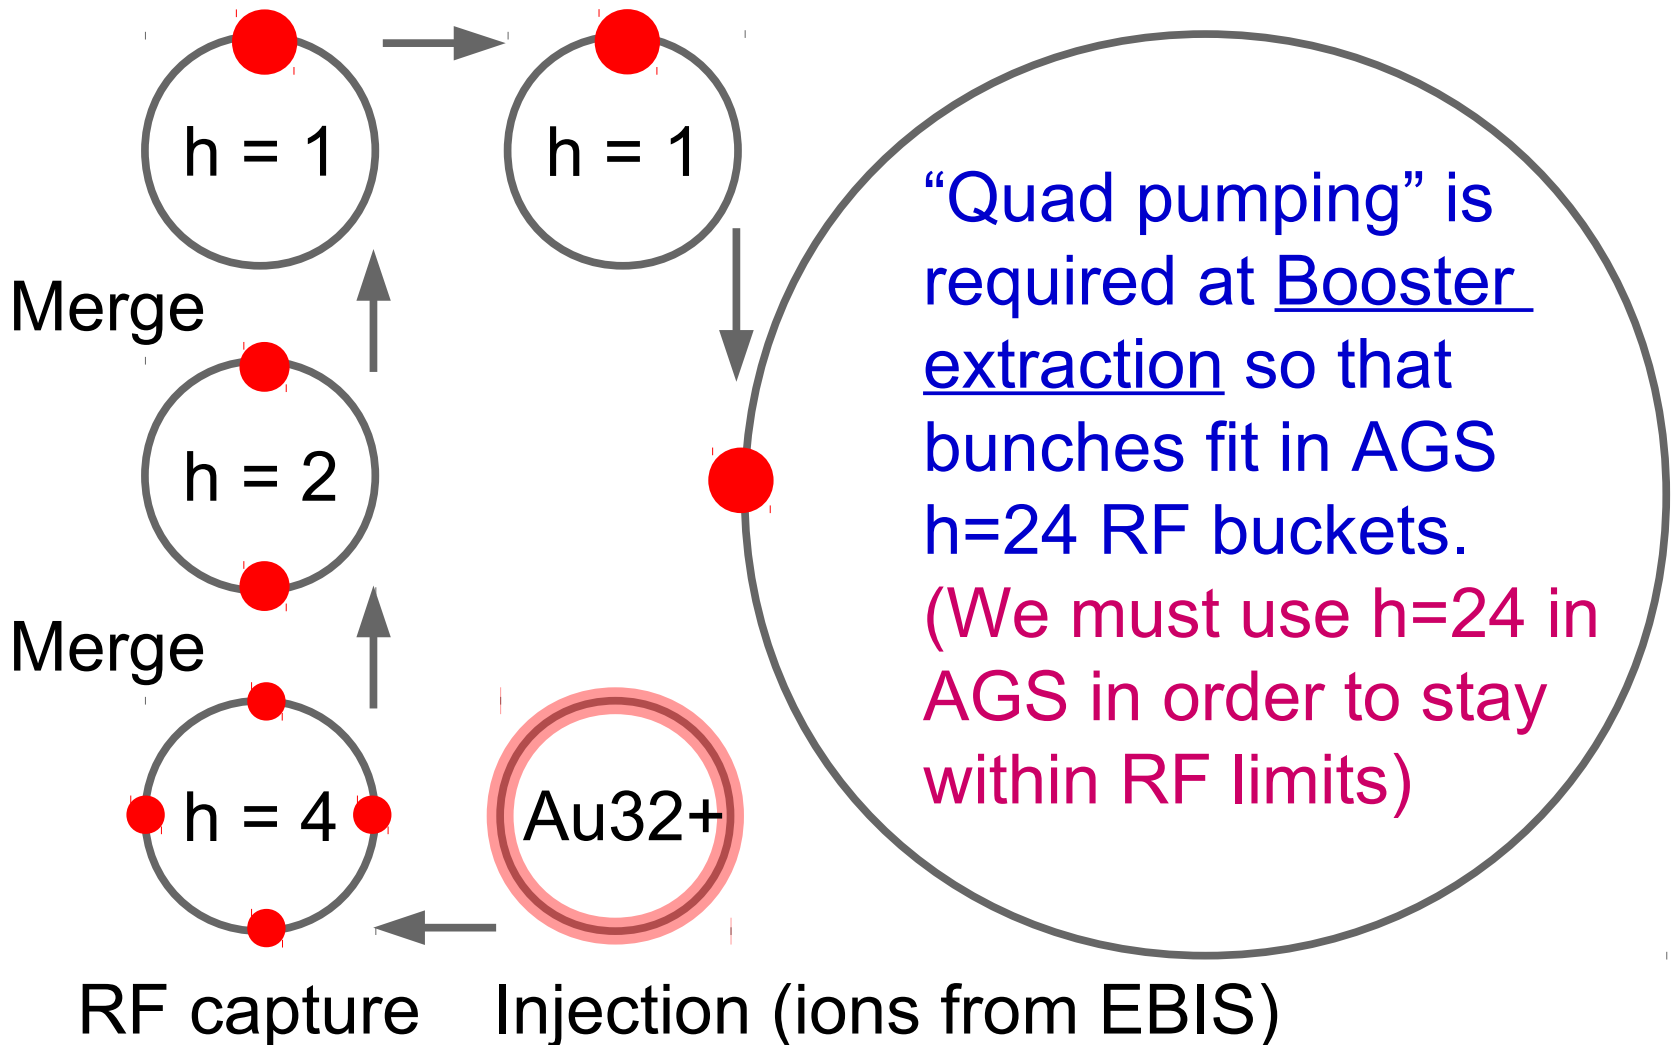 h = 1
h = 1
Merge
h = 2
Merge
h = 4
Au32+
RF capture
Injection (ions from EBIS)
“Quad pumping” is
required at Booster
extraction so that
bunches fit in AGS
h=24 RF buckets.
(We must use h=24 in
AGS in order to stay
within RF limits)